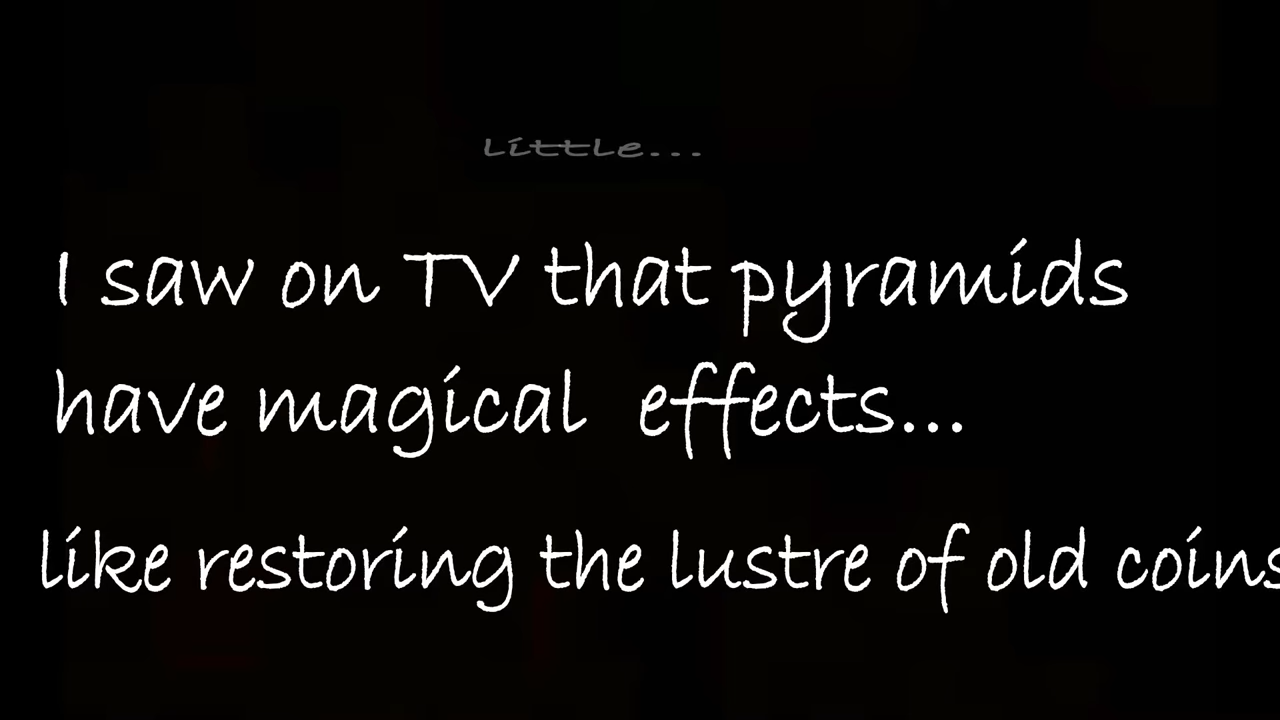 Little...
I saw on TV that pyramids
have magical effects...
like restoring the lustre of old coins